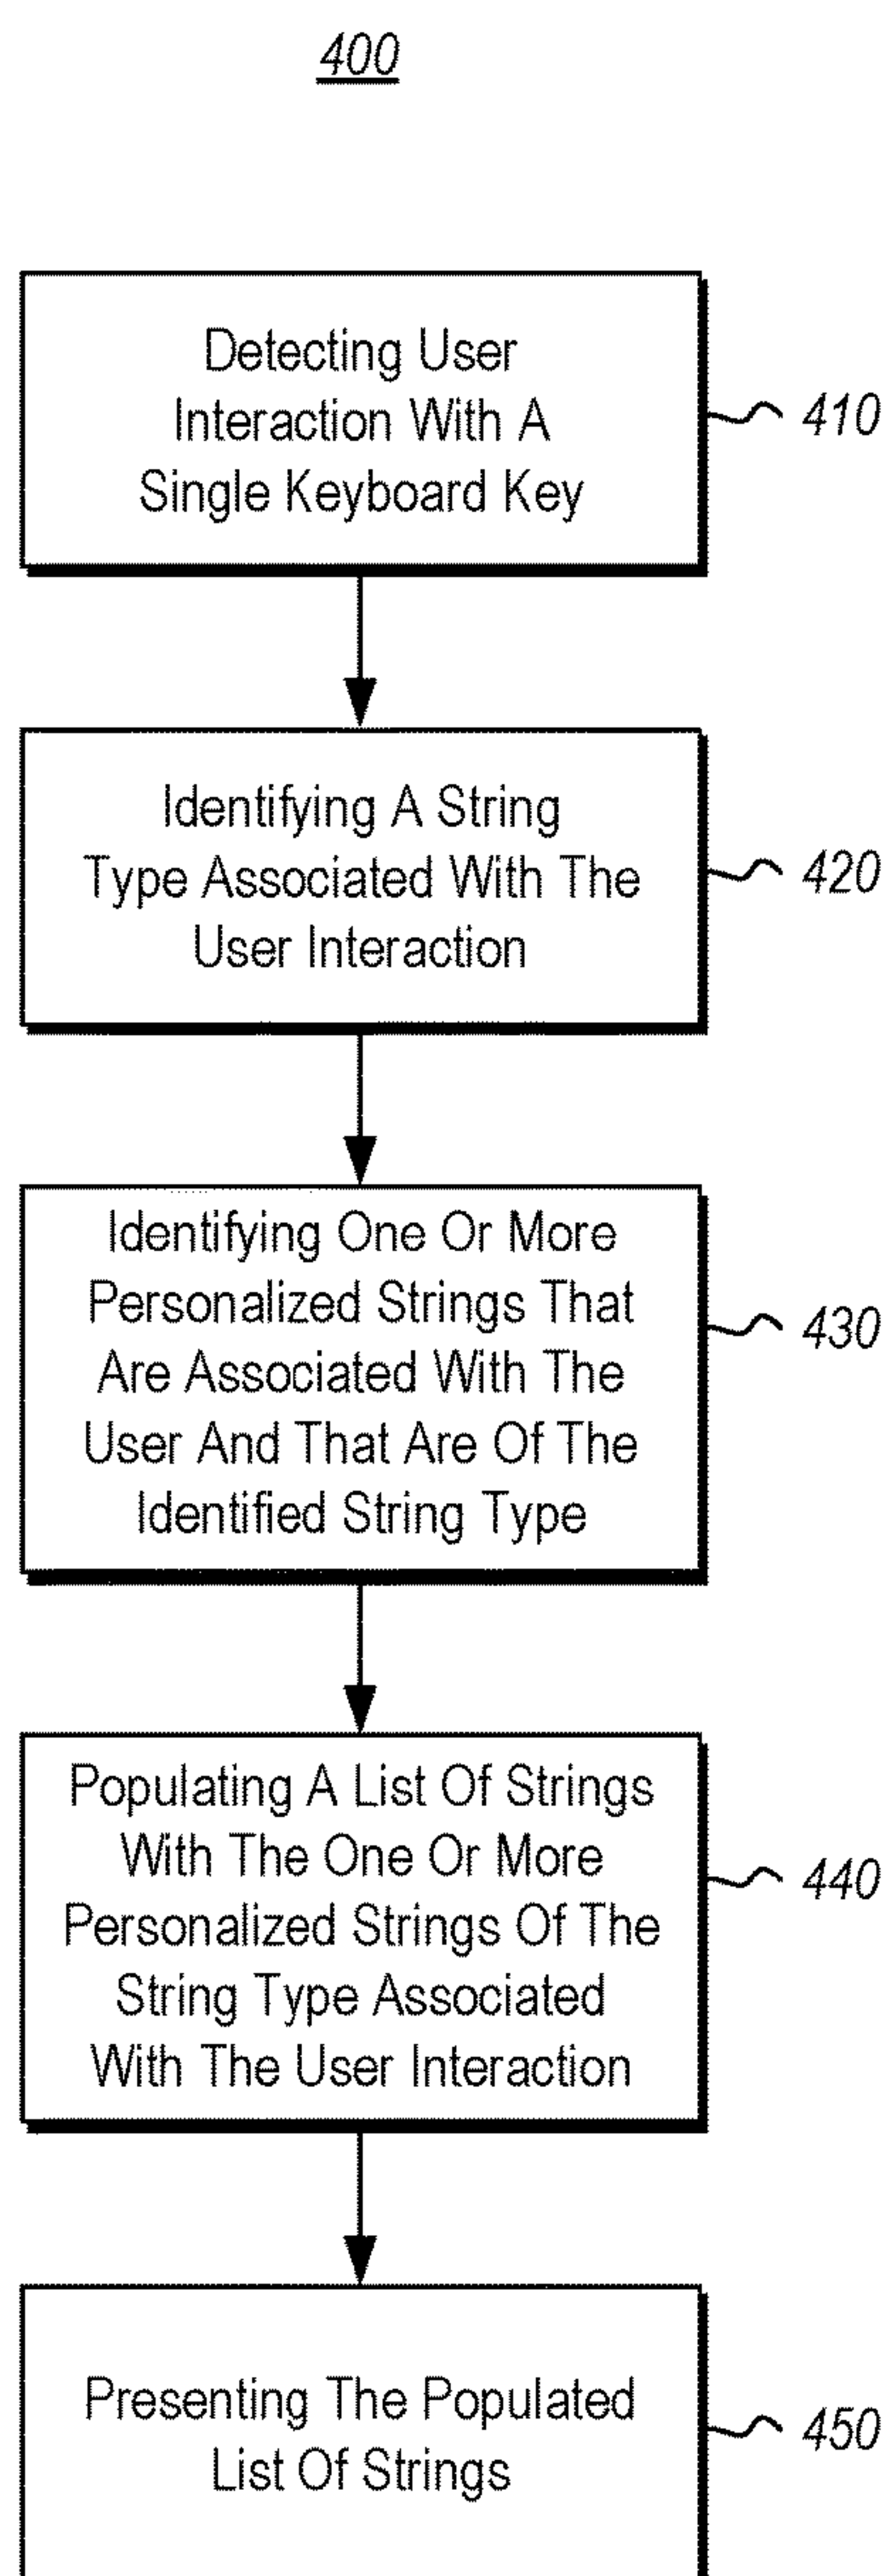 400
Detecting User
Interaction With A
Single Keyboard Key
410
Identifying A String
Type Associated With The
User Interaction
420
Identifying One Or More
Personalized Strings That
Are Associated With The
User And That Are Of The
Identified String Type
430
Populating A List Of Strings
With The One Or More
Personalized Strings Of The
String Type Associated
With The User Interaction
440
Presenting The Populated
List Of Strings
450